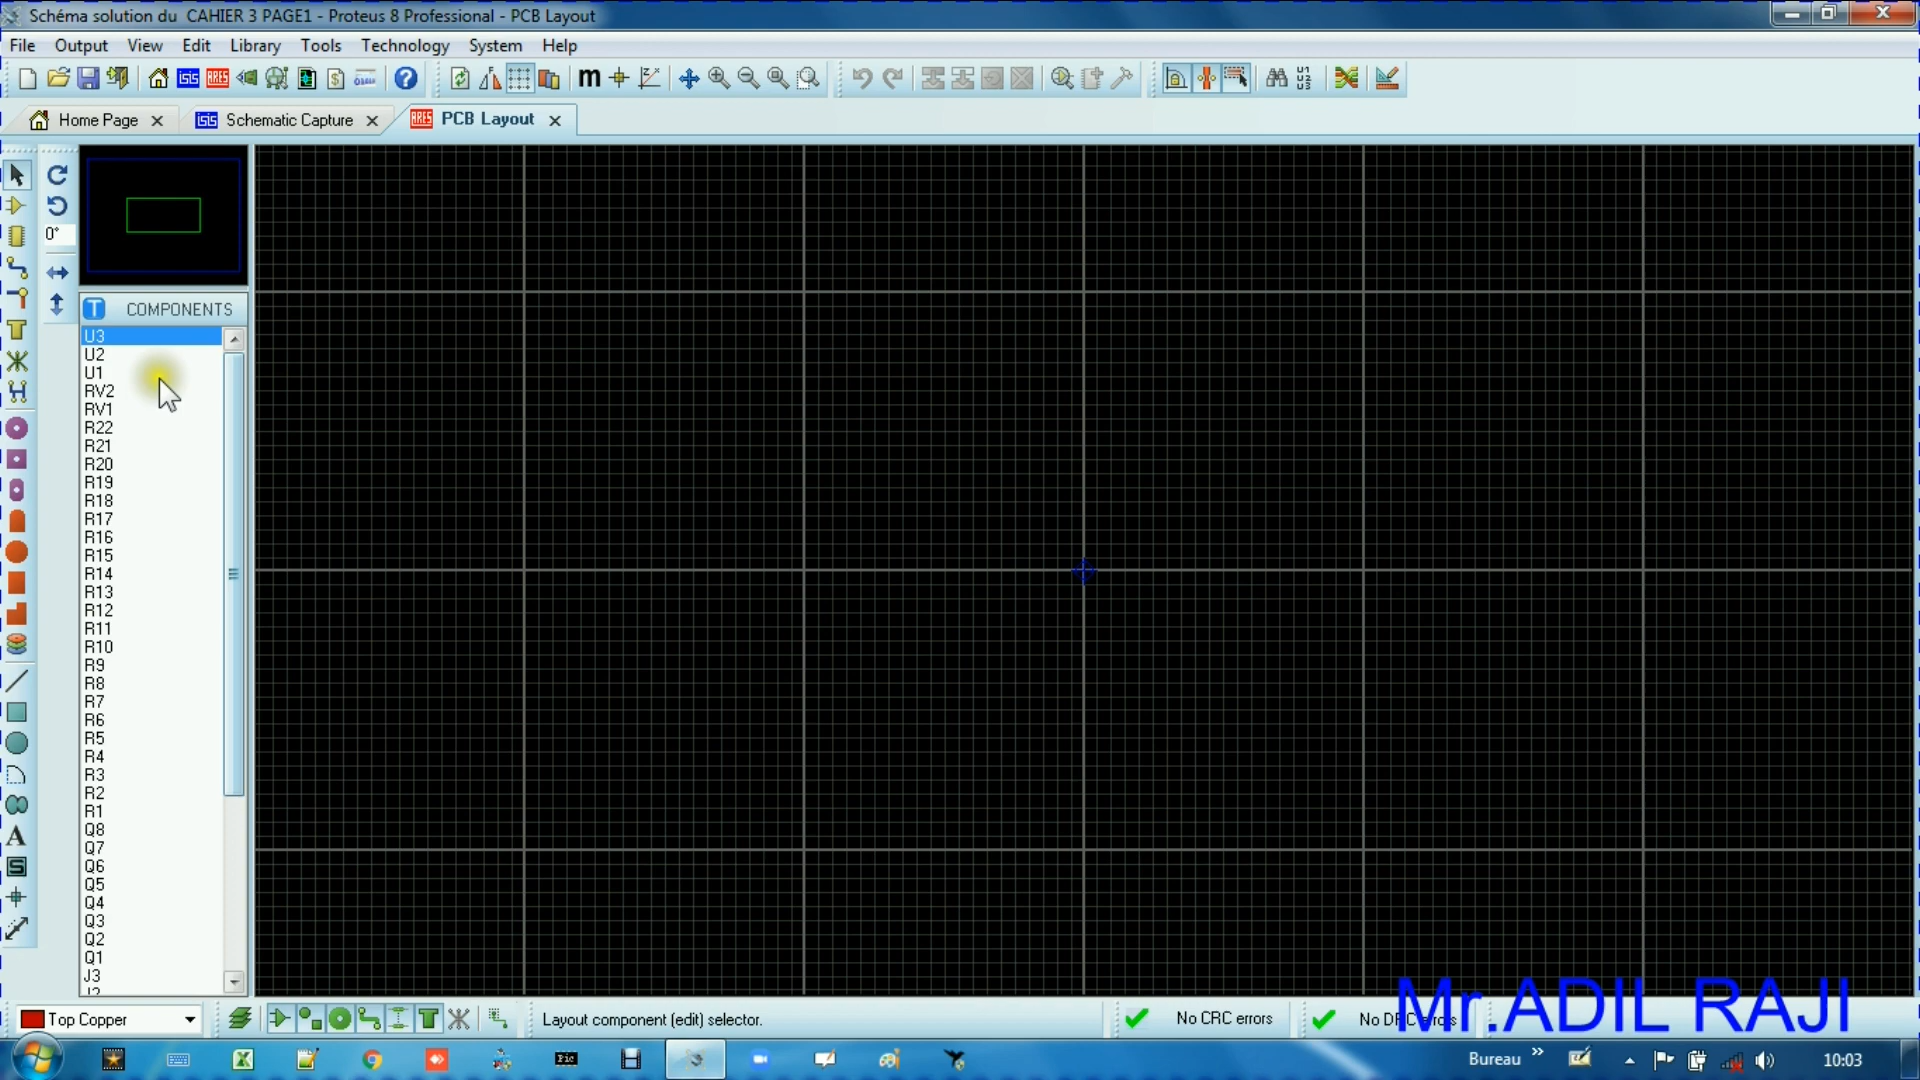 Schéma solution du CAHIER 3 PAGE1 - Proteus 8 Professional - PCB Layout
File Output View Edit Library Tools Technology System Help
Home Page Schematic Capture PCB Layout
0°
COMPONENTS
U3
U2
U1
RV2
RV1
R22
R21
R20
R19
R18
R17
R16
R15
R14
R13
R12
R11
R10
R9
R8
R7
R6
R5
R4
R3
R2
R1
Q8
Q7
Q6
Q5
Q4
Q3
Q2
Q1
J3
J2
Mr.ADIL RAJI
Top Copper
Layout component (edit) selector.
No CRC errors
No DRC errors
Bureau
10:03